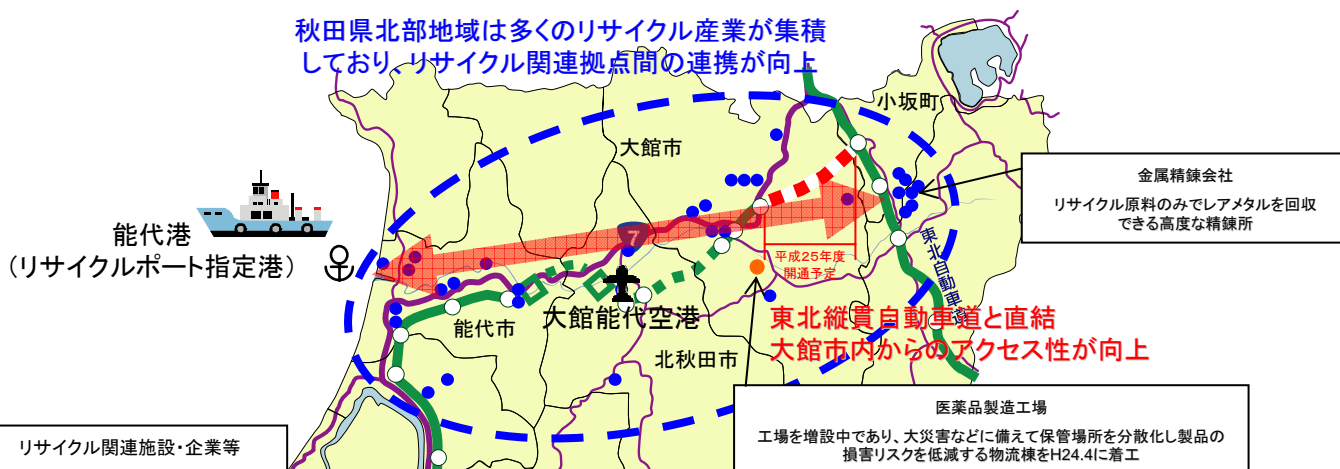 秋田県北部地域は多くのリサイクル産業が集積
しており、リサイクル関連拠点間の連携が向上
小坂町
大館市
金属精錬会社
リサイクル原料のみでレアメタルを回収
できる高度な精錬所
能代港
（リサイクルポート指定港）
7
平成25年度
開通予定
東北自動車道
能代市
大館能代空港
北秋田市
東北縦貫自動車道と直結
大館市内からのアクセス性が向上
医薬品製造工場
工場を増設中であり、大災害などに備えて保管場所を分散化し製品の
損害リスクを低減する物流棟をH24.4に着工
リサイクル関連施設・企業等